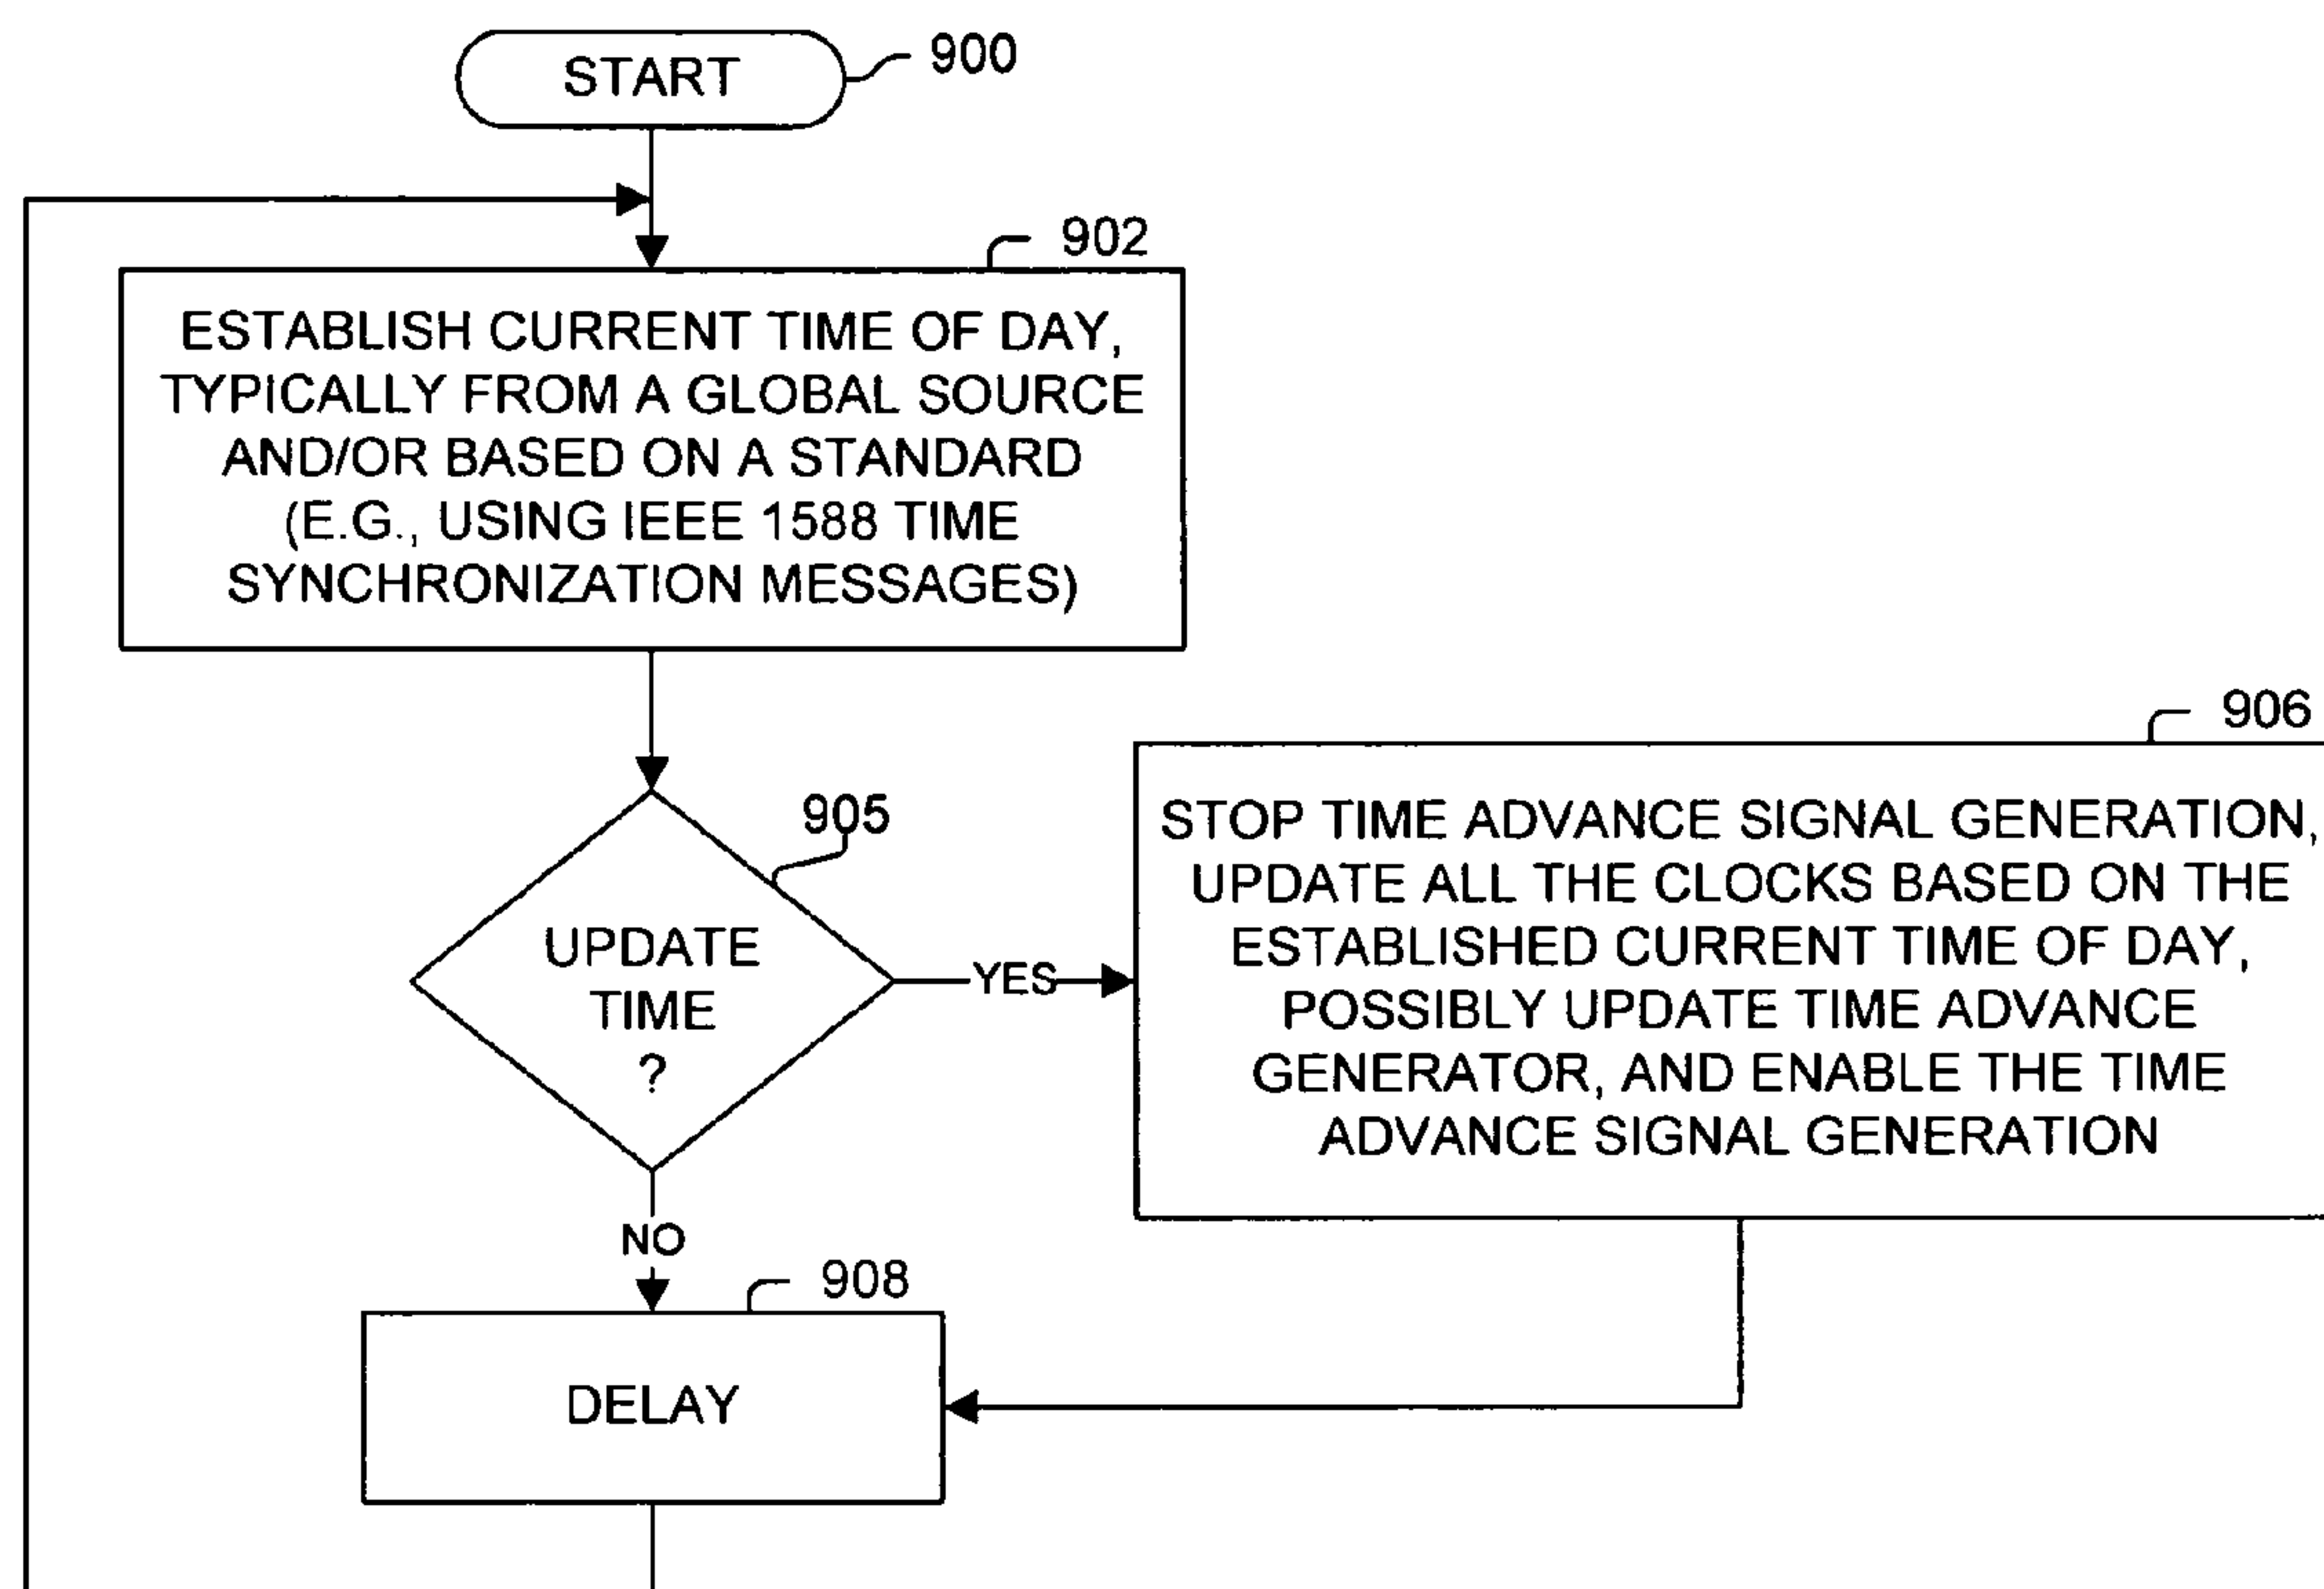 START
900
902
ESTABLISH CURRENT TIME OF DAY,
TYPICALLY FROM A GLOBAL SOURCE
AND/OR BASED ON A STANDARD
(E.G., USING IEEE 1588 TIME
SYNCHRONIZATION MESSAGES)
905
UPDATE
TIME
?
YES
906
STOP TIME ADVANCE SIGNAL GENERATION,
UPDATE ALL THE CLOCKS BASED ON THE
ESTABLISHED CURRENT TIME OF DAY,
POSSIBLY UPDATE TIME ADVANCE
GENERATOR, AND ENABLE THE TIME
ADVANCE SIGNAL GENERATION
NO
908
DELAY